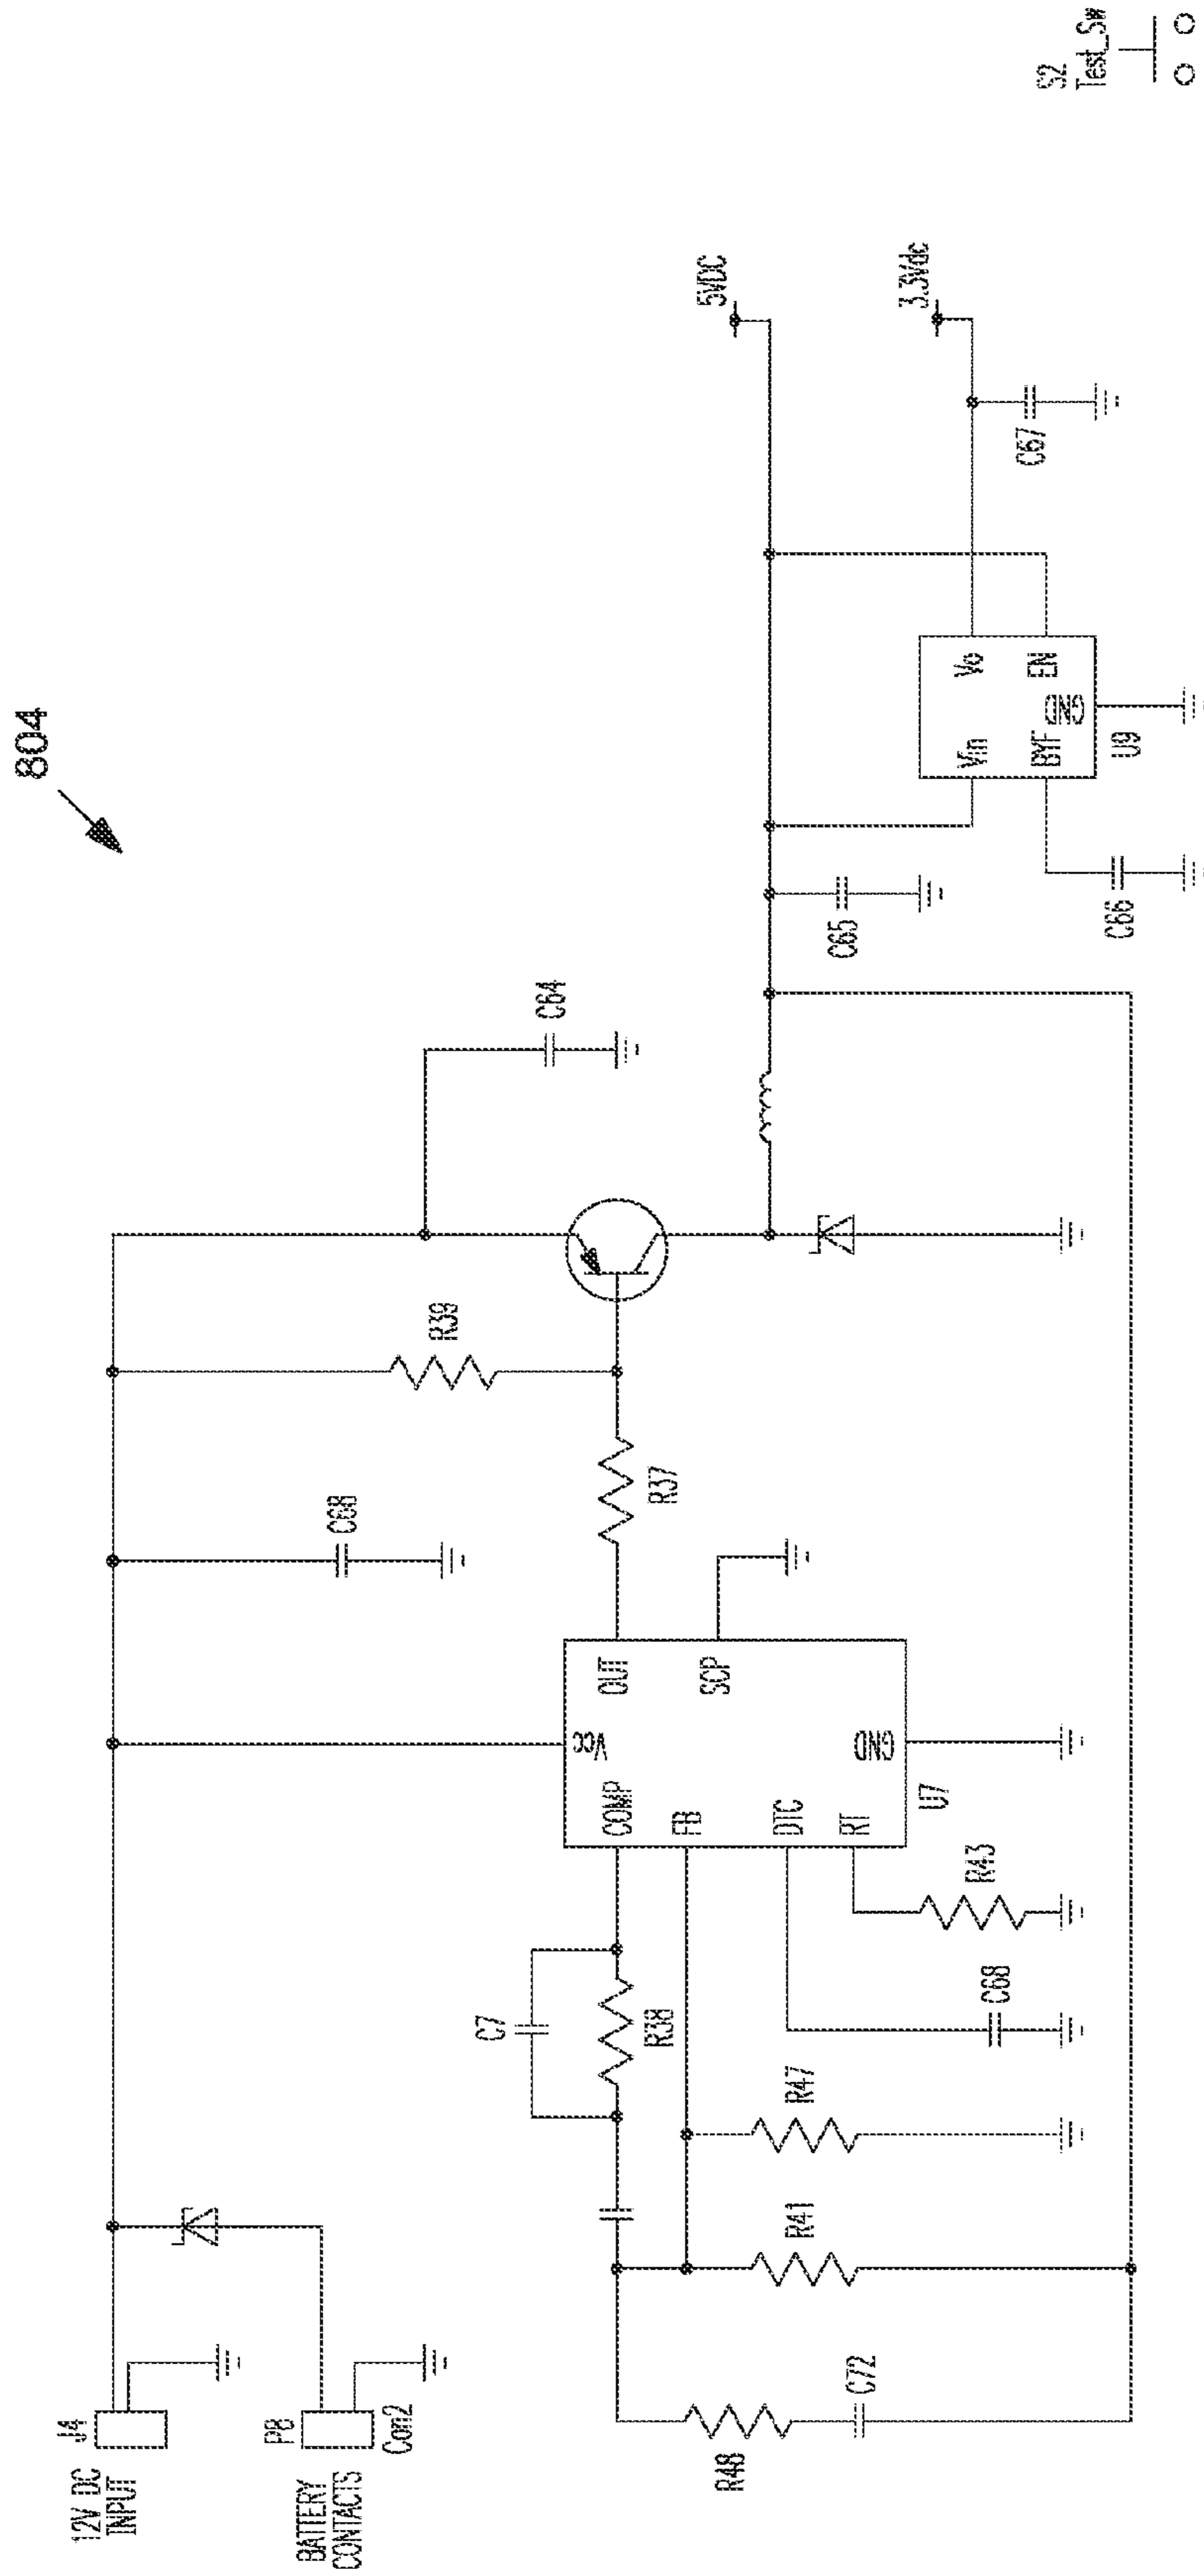 804
J4
12V DC
INPUT
P8
BATTERY
CONTACTS
Con2
C68
R39
C64
C7
R38
COMP
Vcc
OUT
R37
FB
SCP
DTC
RT
GND
U7
R48
C72
R41
R47
C68
R43
C65
5VDC
3.3Vdc
Vin
Vo
BYF
GND
EN
U9
C66
C67
S2
Test_Sw